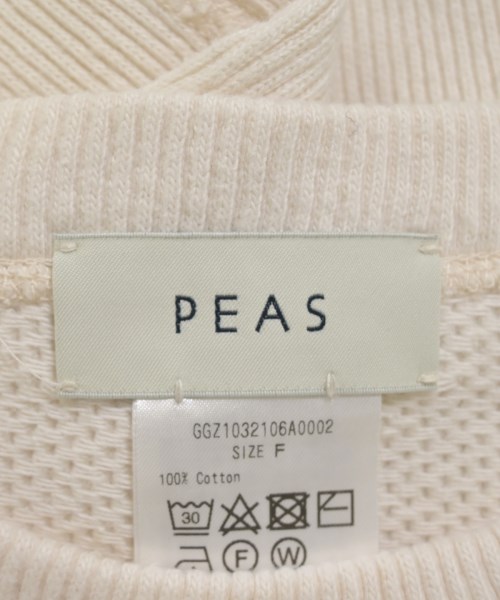 PEAS
GGZ1032106A0002
SIZE F
100% Cotton
30
F W